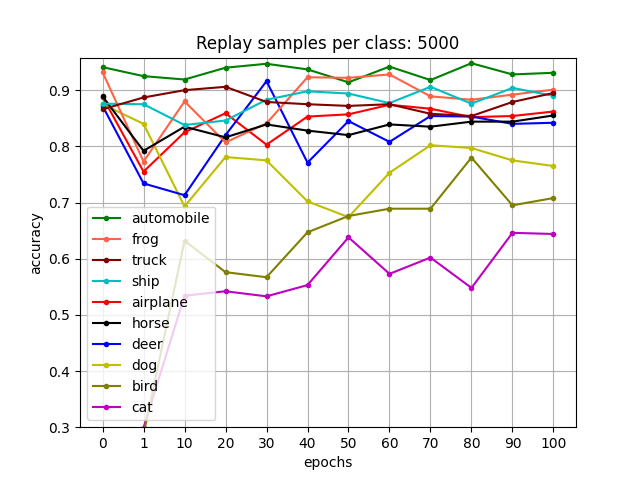 Replay samples per class: 5000
accuracy
0.9
0.8
0.7
0.6
0.5
0.4
0.3
automobile
frog
truck
ship
airplane
horse
deer
dog
bird
cat
0 1 10 20 30 40 50 60 70 80 90 100
epochs